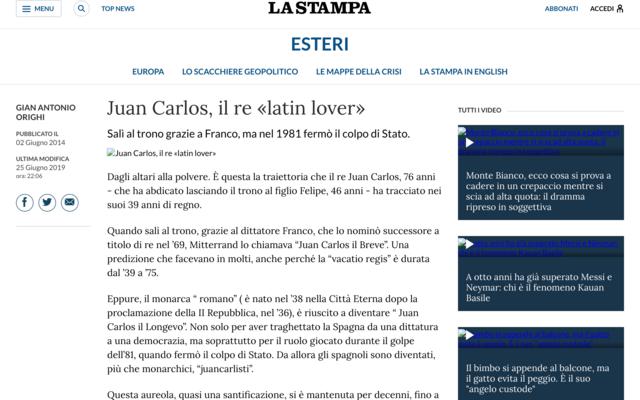 MENU
TOP NEWS
LA STAMPA
ABBONATI
ACCEDI
ESTERI
EUROPA
LO SCACCHIERE GEOPOLITICO
LE MAPPE DELLA CRISI
LA STAMPA IN ENGLISH
GIAN ANTONIO
ORIGHI
PUBBLICATO IL
02 Giugno 2014
ULTIMA MODIFICA
25 Giugno 2019
ora: 22:06
Juan Carlos, il re «latin lover»
Salì al trono grazie a Franco, ma nel 1981 fermò il colpo di Stato.
Juan Carlos, il re «latin lover»
Dagli altari alla polvere. È questa la traiettoria che il re Juan Carlos, 76 anni
- che ha abdicato lasciando il trono al figlio Felipe, 46 anni - ha tracciato nei
suoi 39 anni di regno.
Quando salì al trono, grazie al dittatore Franco, che lo nominò successore a
titolo di re nel '69, Mitterrand lo chiamava “Juan Carlos il Breve”. Una
predizione che facevano in molti, anche perché la “vacatio regis” è durata
dal '39 a '75.
Eppure, il monarca “ romano” ( è nato nel '38 nella Città Eterna dopo la
proclamazione della II Repubblica, nel '36), è riuscito a diventare “ Juan
Carlos il Longevo”. Non solo per aver traghettato la Spagna da una dittatura
a una democrazia, ma soprattutto per il ruolo giocato durante il golpe
dell'81, quando fermò il colpo di Stato. Da allora gli spagnoli sono diventati,
più che monarchici, “juancarlisti”.
Questa aureola, quasi una santificazione, si è mantenuta per decenni, fino a
TUTTI I VIDEO
Monte Bianco, ecco cosa si prova a
cadere in un crepaccio mentre si
scia ad alta quota: il dramma
ripreso in soggettiva
A otto anni ha già superato Messi e
Neymar: chi è il fenomeno Kauan
Basile
Il bimbo si appende al balcone, ma
il gatto evita il peggio. È il suo
"angelo custode"